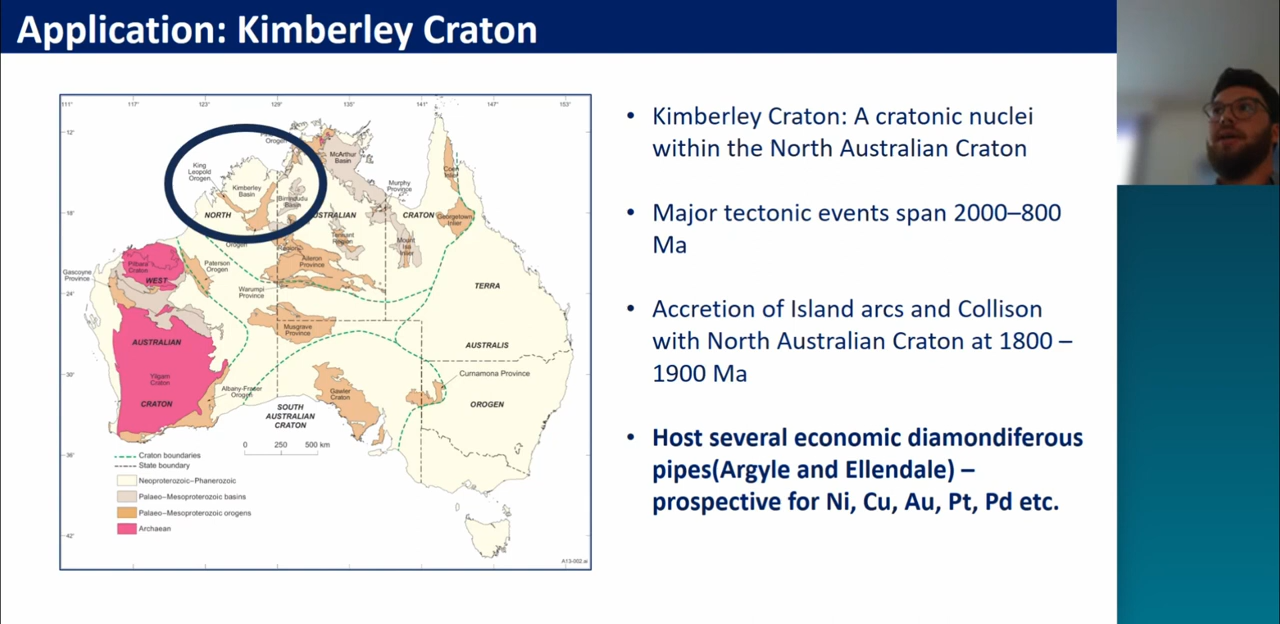 Application: Kimberley Craton
111° 117° 123° 129° 135° 141° 147° 153°
12°
18°
24°
30°
36°
42°
King
Leopold
Orogen
Orogen
Kimberley
Basin
Birrindudu
Basin
McArthur
Basin
Murphy
Province
Coen
Inlier
Georgetown
Inlier
NORTH AUSTRALIAN CRATON
Tennant
Region
Mount
Isa
Inlier
Orogen
Aileron
Province
Pilbara
Craton
Paterson
Orogen
Gascoyne
Province
WEST
Warumpi
Province
TERRA
Musgrave
Province
AUSTRALIAN
AUSTRALIS
Yilgarn
Craton
Curnamona Province
Albany-Fraser
Orogen
Gawler
Craton
CRATON
OROGEN
SOUTH
AUSTRALIAN
CRATON
0 250 500 km
Craton boundaries
State boundary
Neoproterozoic–Phanerozoic
Palaeo–Mesoproterozoic basins
Palaeo–Mesoproterozoic orogens
Archaean
A13-002.ai
• Kimberley Craton: A cratonic nuclei
within the North Australian Craton
• Major tectonic events span 2000–800
Ma
• Accretion of Island arcs and Collison
with North Australian Craton at 1800 –
1900 Ma
• Host several economic diamondiferous
pipes(Argyle and Ellendale) –
prospective for Ni, Cu, Au, Pt, Pd etc.